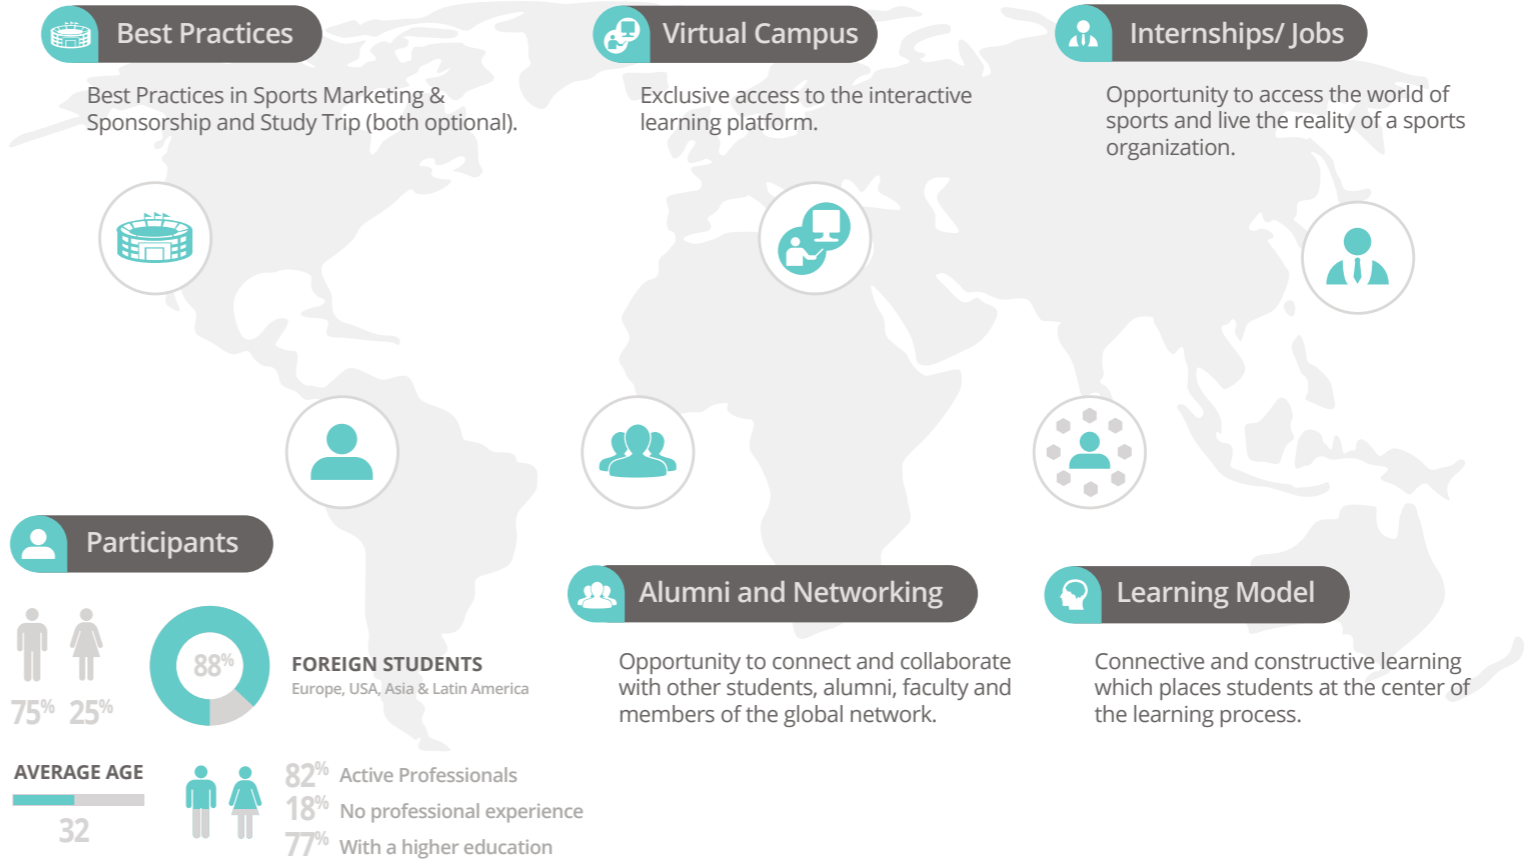 Best Practices
Best Practices in Sports Marketing &
Sponsorship and Study Trip (both optional).
Virtual Campus
Exclusive access to the interactive
learning platform.
Internships/ Jobs
Opportunity to access the world of
sports and live the reality of a sports
organization.
Participants
75% 25%
88%
FOREIGN STUDENTS
Europe, USA, Asia & Latin America
AVERAGE AGE
32
82% Active Professionals
18% No professional experience
77% With a higher education
Alumni and Networking
Opportunity to connect and collaborate
with other students, alumni, faculty and
members of the global network.
Learning Model
Connective and constructive learning
which places students at the center of
the learning process.